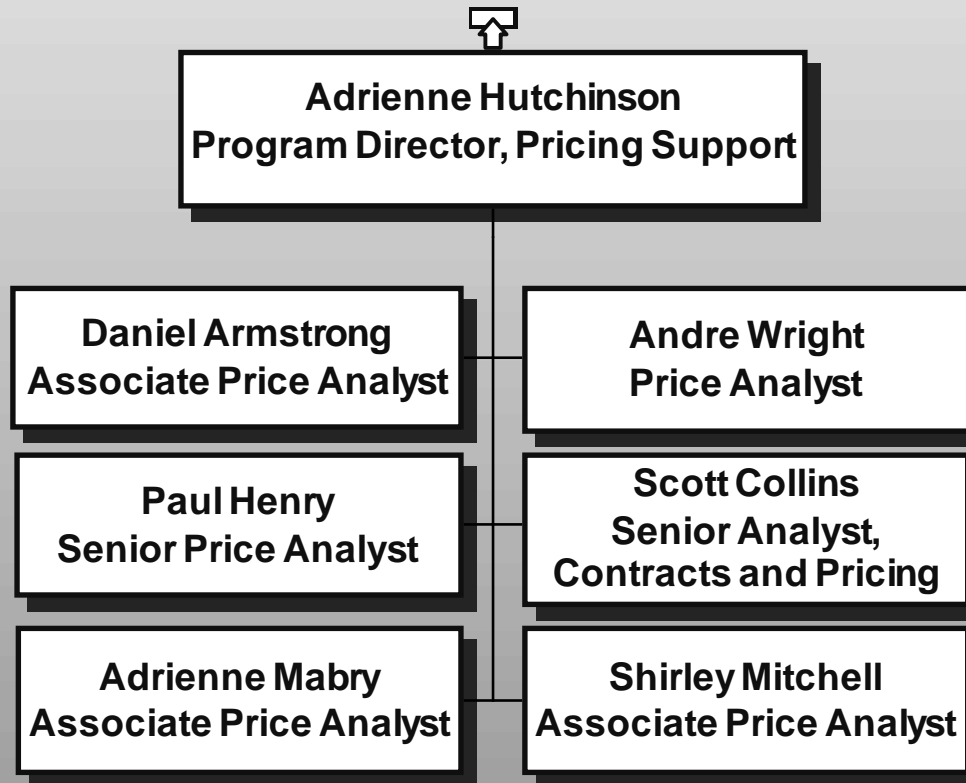 Adrienne Hutchinson
Program Director, Pricing Support
Daniel Armstrong
Associate Price Analyst
Andre Wright
Price Analyst
Paul Henry
Senior Price Analyst
Scott Collins
Senior Analyst,
Contracts and Pricing
Adrienne Mabry
Associate Price Analyst
Shirley Mitchell
Associate Price Analyst